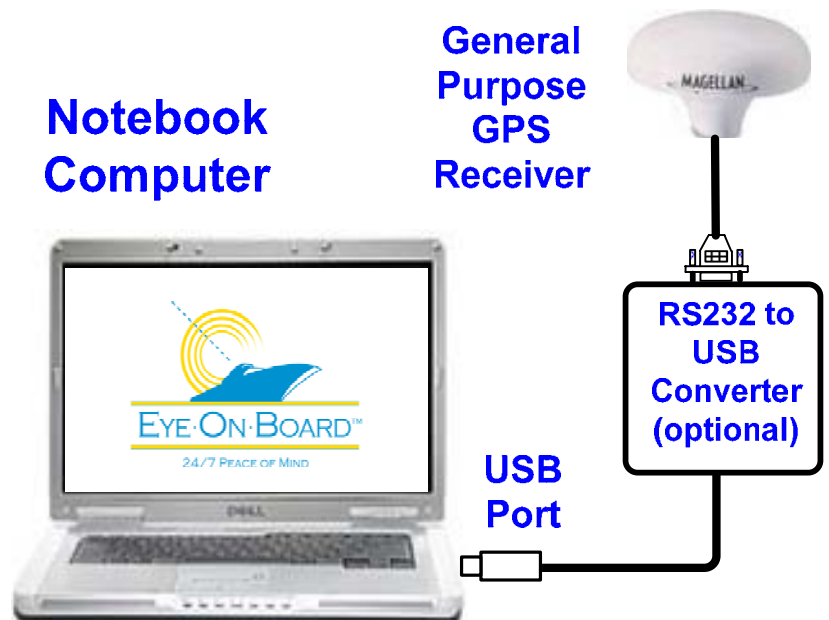 General
Purpose
GPS
Receiver
MAGELLAN
Notebook
Computer
RS232 to
USB
Converter
(optional)
EYE·ON·BOARD™
24/7 PEACE OF MIND
USB
Port
DELL